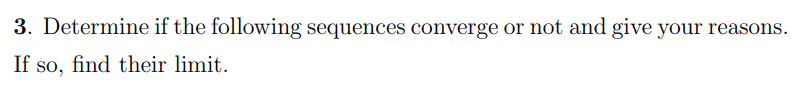 3. Determine if the following sequences converge or not and give your reasons.
If so, find their limit.